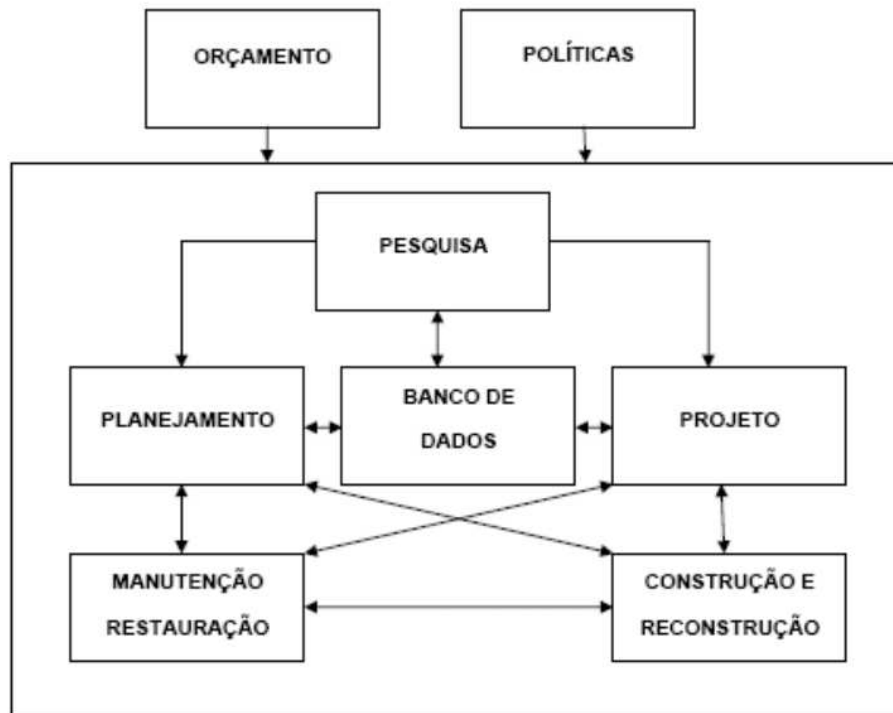 ORÇAMENTO
POLÍTICAS
PESQUISA
PLANEJAMENTO
BANCO DE
DADOS
PROJETO
MANUTENÇÃO
RESTAURAÇÃO
CONSTRUÇÃO E
RECONSTRUÇÃO